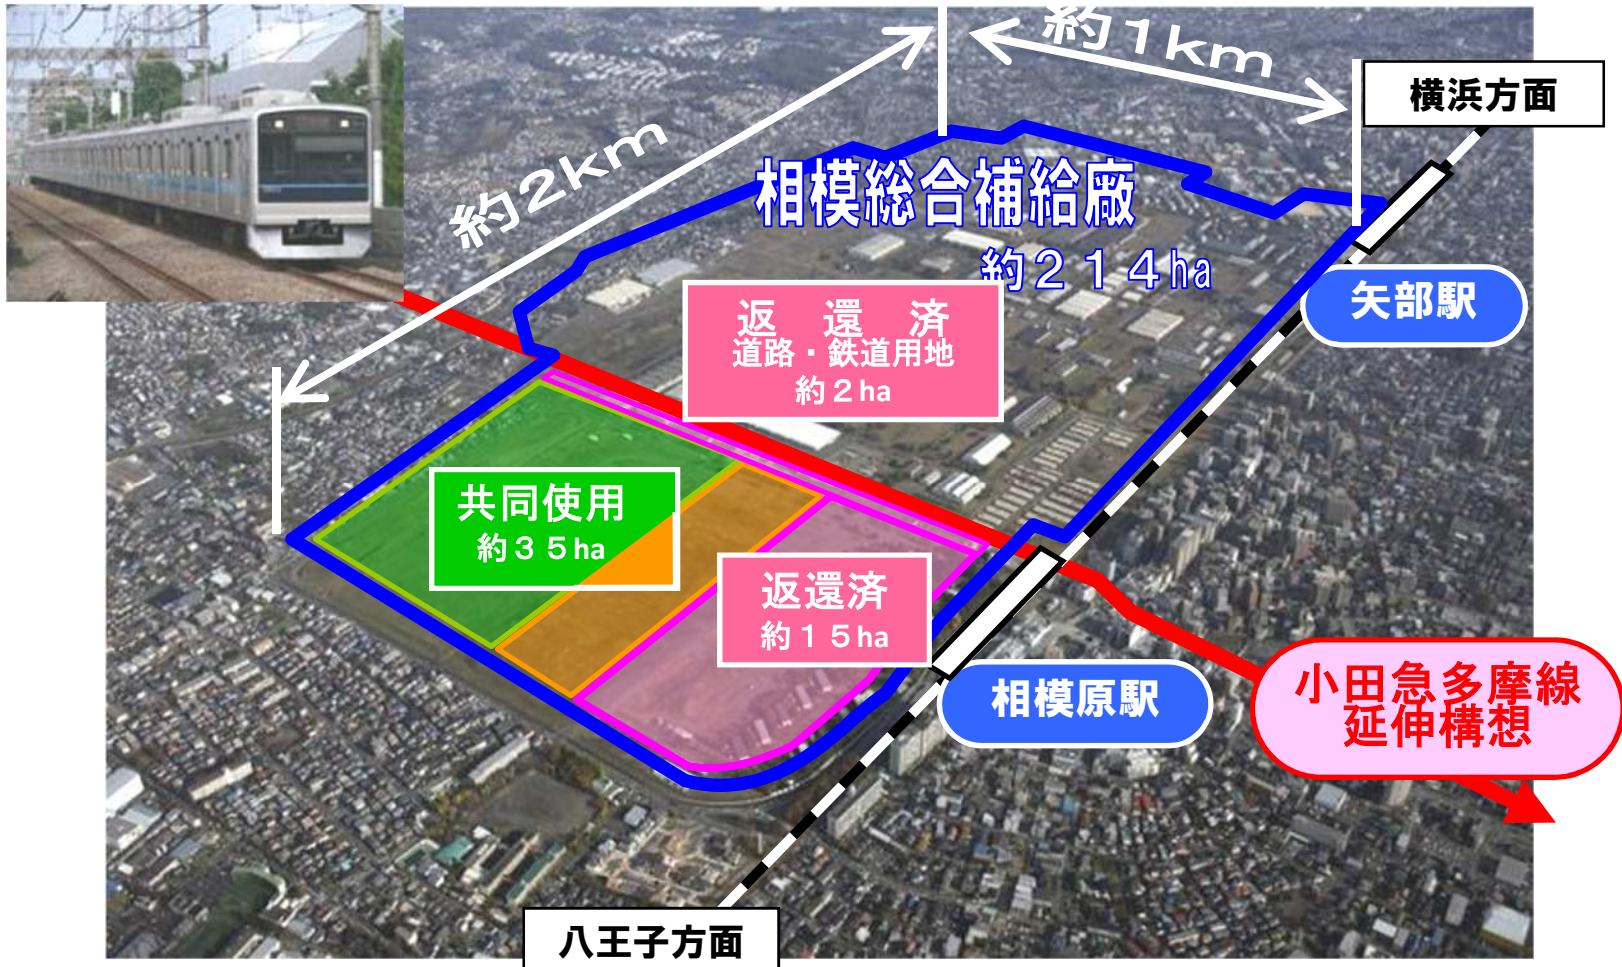 約1km
横浜方面
約2km
相模総合補給廠
約２１４ha
矢部駅
返　還　済
道路・鉄道用地
約２ha
共同使用
約３５ha
返還済
約１５ha
相模原駅
小田急多摩線
延伸構想
八王子方面